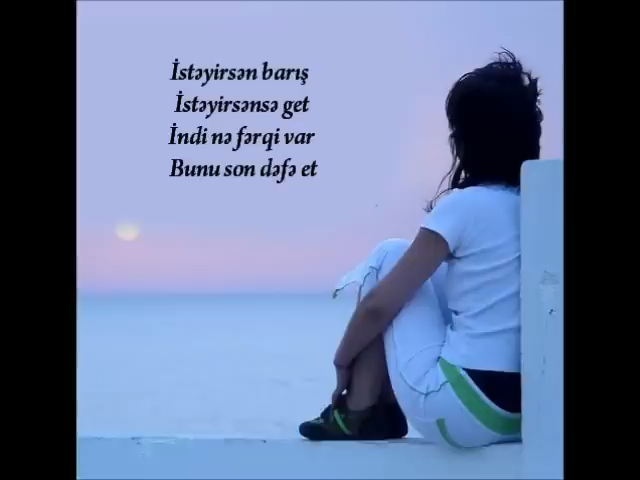 İstəyirsən barış
İstəyirsənsə get
İndi nə fərqi var
Bunu son dəfə et